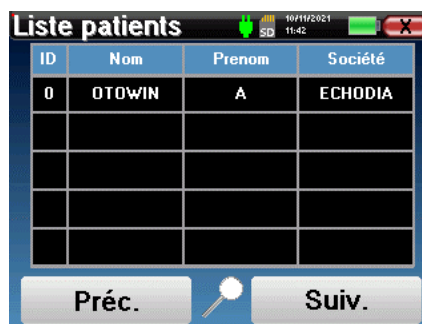 Liste patients SD 10/11/2021 11:42 X
ID Nom Prenom Société
0 OTOWIN A ECHODIA
Préc. Suiv.